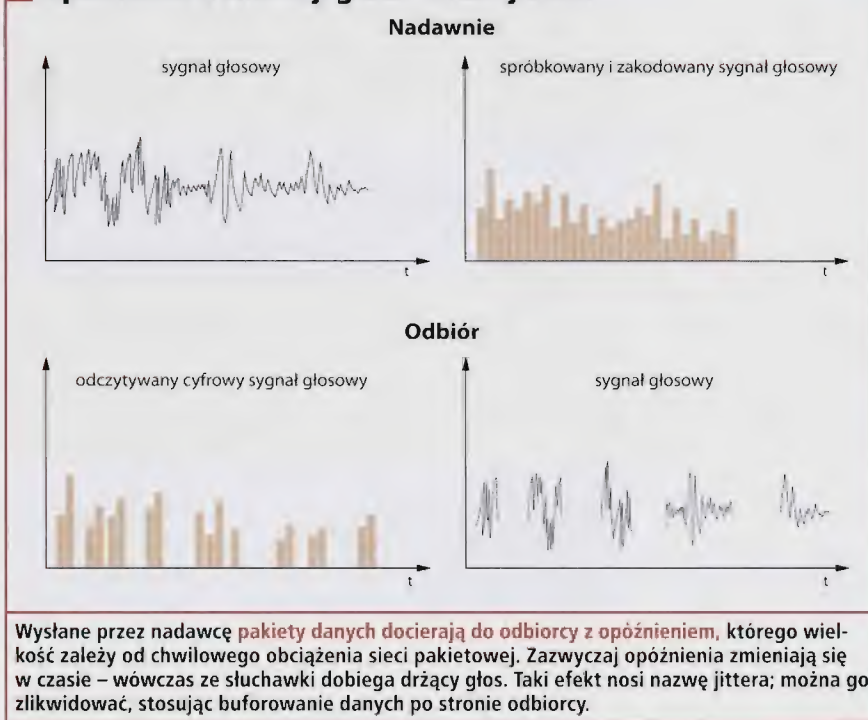 Nadawnie
sygnał głosowy
spróbkowany i zakodowany sygnał głosowy
t
t
Odbiór
odczytywany cyfrowy sygnał głosowy
sygnał głosowy
t
t
Wysłane przez nadawcę pakiety danych docierają do odbiorcy z opóźnieniem, którego wiel-
kość zależy od chwilowego obciążenia sieci pakietowej. Zazwyczaj opóźnienia zmieniają się
w czasie – wówczas ze słuchawki dobiega drżący głos. Taki efekt nosi nazwę jittera; można go
zlikwidować, stosując buforowanie danych po stronie odbiorcy.